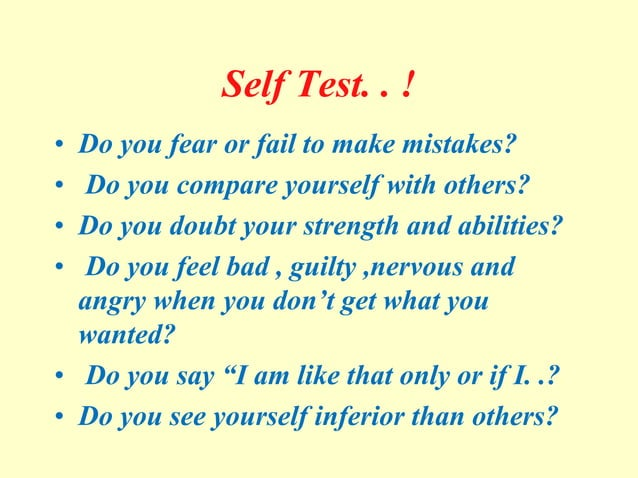 Self Test. . !
• Do you fear or fail to make mistakes?
• Do you compare yourself with others?
• Do you doubt your strength and abilities?
• Do you feel bad , guilty ,nervous and
angry when you don’t get what you
wanted?
• Do you say “I am like that only or if I. .?
• Do you see yourself inferior than others?